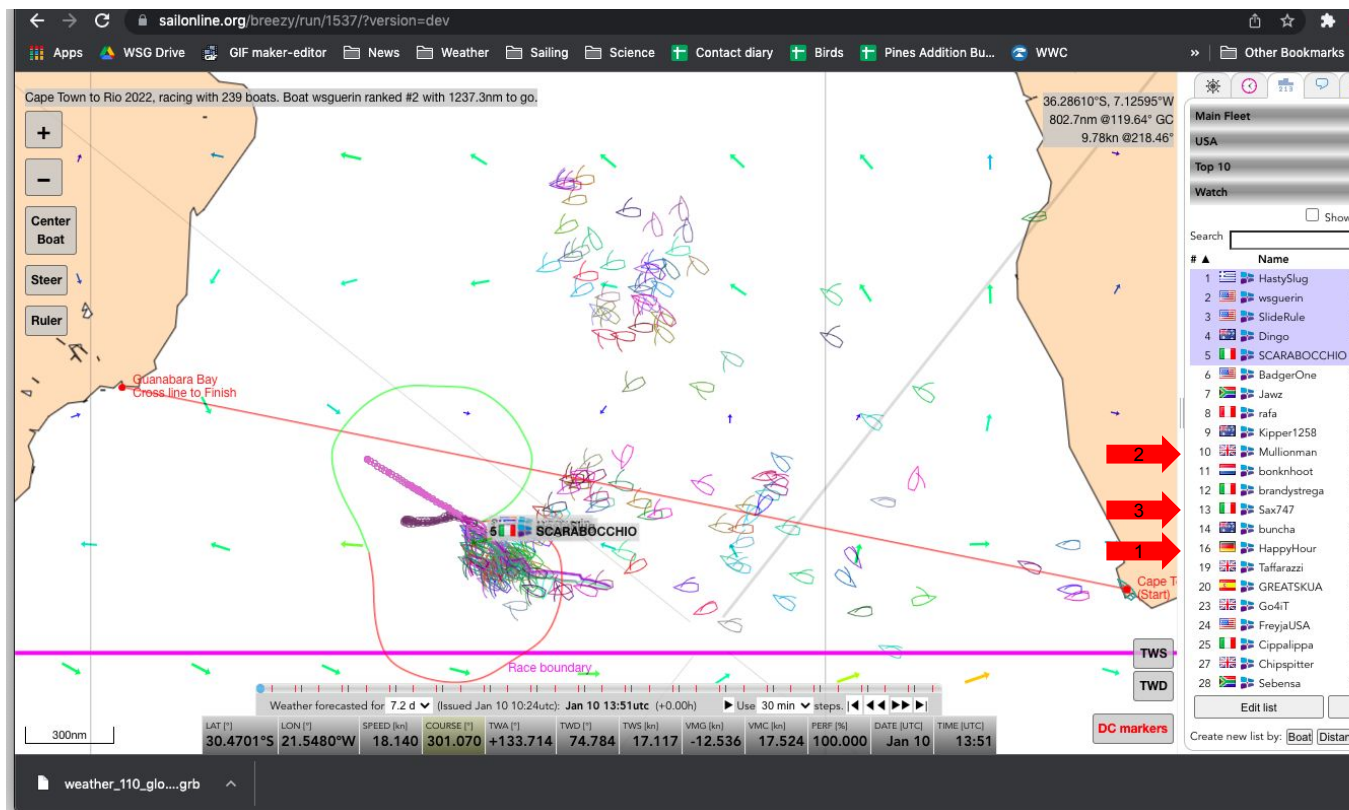 sailonline.org/breezy/run/1537/?version=dev
Apps WSG Drive GIF maker-editor News Weather Sailing Science Contact diary Birds Pines Addition Bu... WWC » Other Bookmarks
Cape Town to Rio 2022, racing with 239 boats. Boat wsguerin ranked #2 with 1237.3nm to go.
36.28610°S, 7.12595°W
802.7nm @119.64° GC
9.78kn @218.46°
+
−
Center
Boat
Steer
Ruler
Guanabara Bay
Cross line to Finish
5 SCARABOCCHIO
Cape T
(Start)
Race boundary
TWS
TWD
DC markers
300nm
Weather forecasted for 7.2 d (Issued Jan 10 10:24utc): Jan 10 13:51utc (+0.00h) Use 30 min steps.
LAT [°] LON [°] SPEED [kn] COURSE [°] TWA [°] TWD [°] TWS [kn] VMG [kn] VMC [kn] PERF [%] DATE [UTC] TIME [UTC]
30.4701°S 21.5480°W 18.140 301.070 +133.714 74.784 17.117 -12.536 17.524 100.000 Jan 10 13:51
Main Fleet
USA
Top 10
Watch
Show
Search
# ▲ Name
1 HastySlug
2 wsguerin
3 SlideRule
4 Dingo
5 SCARABOCCHIO
6 BadgerOne
7 Jawz
8 rafa
9 Kipper1258
2 10 Mullionman
11 bonknhoot
12 brandystrega
3 13 Sax747
14 buncha
1 16 HappyHour
19 Taffarazzi
20 GREATSKUA
23 Go4iT
24 FreyjaUSA
25 Cippalippa
27 Chipspitter
28 Sebensa
Edit list
Create new list by: Boat Distan
weather_110_glo....grb